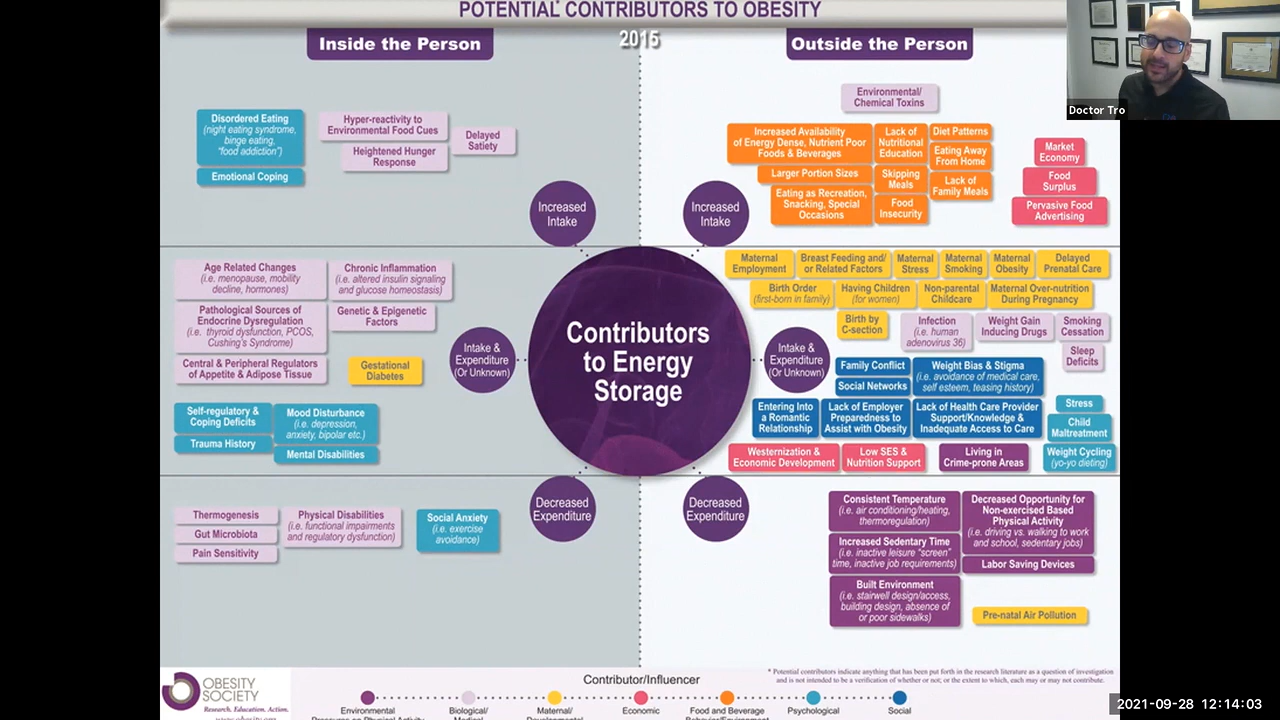 POTENTIAL CONTRIBUTORS TO OBESITY
2015
Inside the Person
Outside the Person
Doctor Tro
Disordered Eating
(night eating syndrome,
binge eating,
"food addiction")
Emotional Coping
Hyper-reactivity to
Environmental Food Cues
Heightened Hunger
Response
Delayed
Satiety
Increased
Intake
Increased
Intake
Environmental/
Chemical Toxins
Increased Availability
of Energy Dense, Nutrient Poor
Foods & Beverages
Larger Portion Sizes
Eating as Recreation,
Snacking, Special
Occasions
Lack of
Nutritional
Education
Skipping
Meals
Food
Insecurity
Diet Patterns
Eating Away
From Home
Lack of
Family Meals
Market
Economy
Food
Surplus
Pervasive Food
Advertising
Age Related Changes
(i.e. menopause, mobility
decline, hormones)
Chronic Inflammation
(i.e. altered insulin signaling
and glucose homeostasis)
Pathological Sources of
Endocrine Dysregulation
(i.e. thyroid dysfunction, PCOS,
Cushing's Syndrome)
Genetic & Epigenetic
Factors
Central & Peripheral Regulators
of Appetite & Adipose Tissue
Gestational
Diabetes
Self-regulatory &
Coping Deficits
Trauma History
Mood Disturbance
(i.e. depression,
anxiety, bipolar etc.)
Mental Disabilities
Intake &
Expenditure
(Or Unknown)
Contributors
to Energy
Storage
Intake &
Expenditure
(Or Unknown)
Maternal
Employment
Breast Feeding and/
or Related Factors
Maternal
Stress
Maternal
Smoking
Maternal
Obesity
Delayed
Prenatal Care
Birth Order
(first-born in family)
Having Children
(for women)
Non-parental
Childcare
Maternal Over-nutrition
During Pregnancy
Birth by
C-section
Infection
(i.e. human
adenovirus 36)
Weight Gain
Inducing Drugs
Smoking
Cessation
Sleep
Deficits
Family Conflict
Social Networks
Weight Bias & Stigma
(i.e. avoidance of medical care,
self esteem, teasing history)
Entering Into
a Romantic
Relationship
Lack of Employer
Preparedness to
Assist with Obesity
Lack of Health Care Provider
Support/Knowledge &
Inadequate Access to Care
Stress
Child
Maltreatment
Weight Cycling
(yo-yo dieting)
Westernization &
Economic Development
Low SES &
Nutrition Support
Living in
Crime-prone Areas
Decreased
Expenditure
Decreased
Expenditure
Thermogenesis
Gut Microbiota
Pain Sensitivity
Physical Disabilities
(i.e. functional impairments
and regulatory dysfunction)
Social Anxiety
(i.e. exercise
avoidance)
Consistent Temperature
(i.e. air conditioning/heating,
thermoregulation)
Increased Sedentary Time
(i.e. inactive leisure "screen"
time, inactive job requirements)
Built Environment
(i.e. stairwell design/access,
building design, absence of
or poor sidewalks)
Decreased Opportunity for
Non-exercised Based
Physical Activity
(i.e. driving vs. walking to work
and school, sedentary jobs)
Labor Saving Devices
Pre-natal Air Pollution
* Potential contributors indicate anything that has been put forth in the research literature as a question of investigation
and is not intended to be a verification of whether or not; or the extent to which, each may or may not contribute.
OBESITY
SOCIETY
Research. Education. Action.
www.obesity.org
Contributor/Influencer
Environmental
Pressures on Physical Activity
Biological/
Medical
Maternal/
Developmental
Economic
Food and Beverage
Behavior/Environment
Psychological
Social
2021-09-28 12:14:03